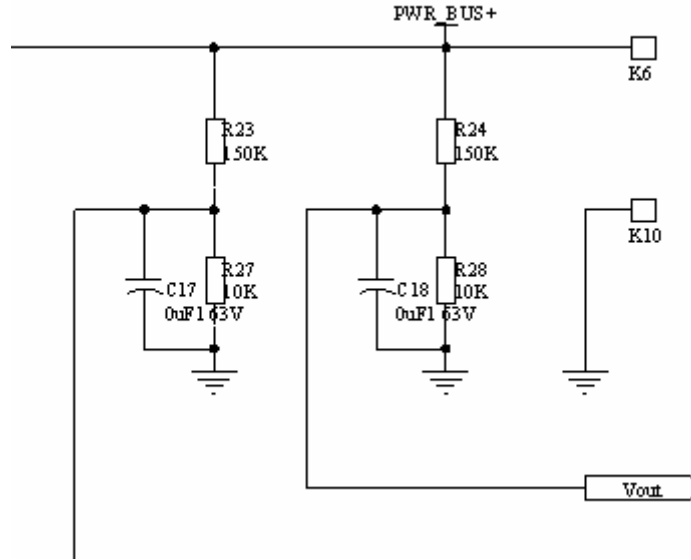 PWR_BUS+
K6
R23
150K
R24
150K
K10
R27
10K
C17
0uF1 63V
R28
10K
C18
0uF1 63V
Vout